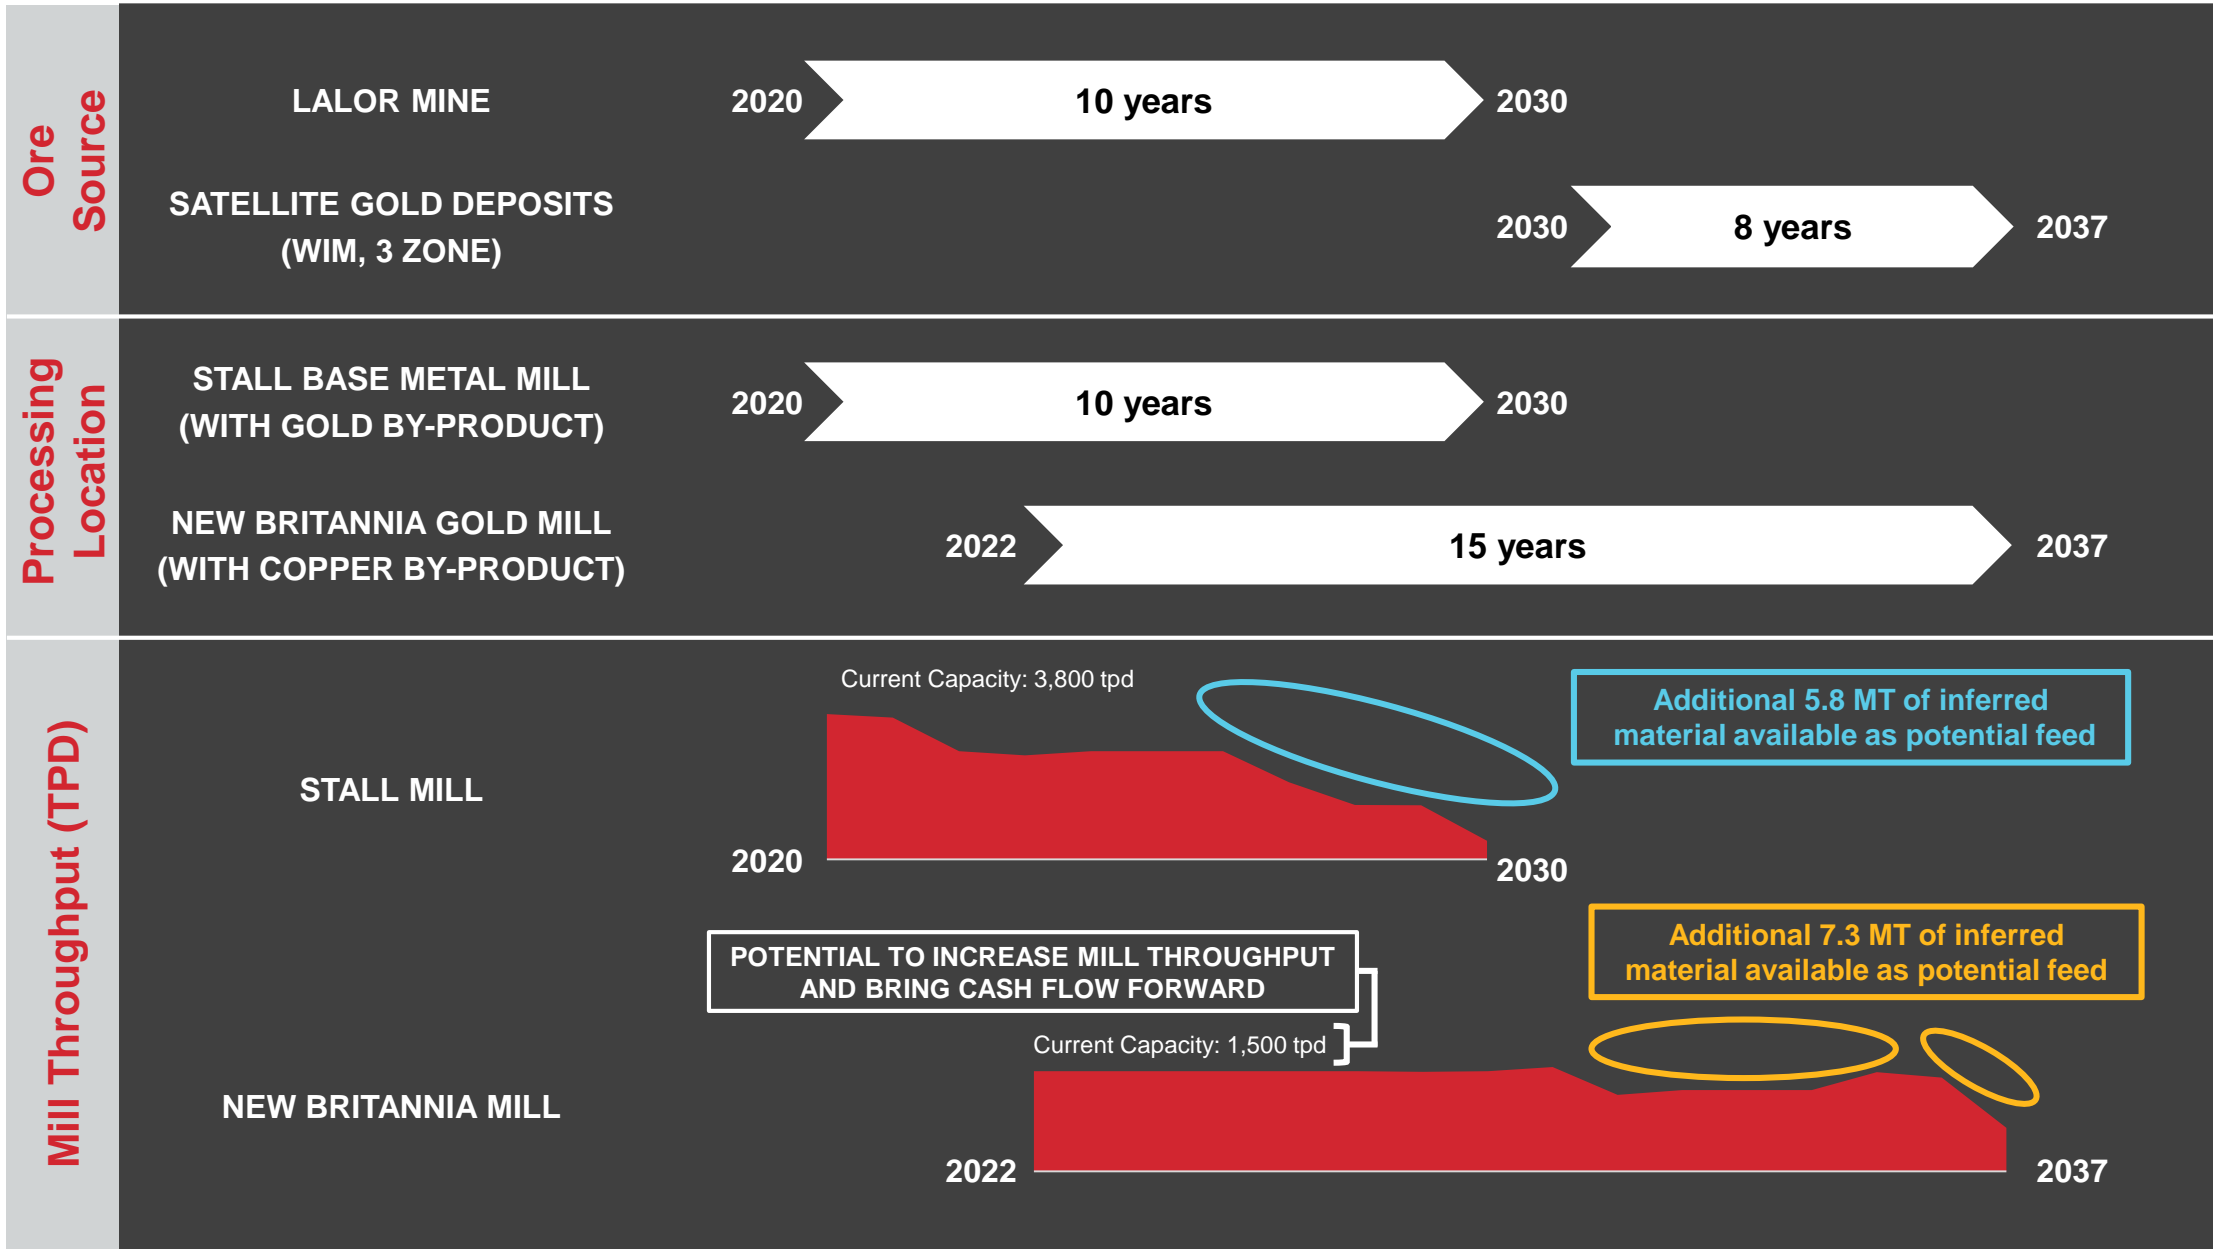 Ore
Source
LALOR MINE
2020
10 years
2030
SATELLITE GOLD DEPOSITS
(WIM, 3 ZONE)
2030
8 years
2037
Processing
Location
STALL BASE METAL MILL
(WITH GOLD BY-PRODUCT)
2020
10 years
2030
NEW BRITANNIA GOLD MILL
(WITH COPPER BY-PRODUCT)
2022
15 years
2037
Mill Throughput (TPD)
Current Capacity: 3,800 tpd
Additional 5.8 MT of inferred
material available as potential feed
STALL MILL
2020
2030
POTENTIAL TO INCREASE MILL THROUGHPUT
AND BRING CASH FLOW FORWARD
Additional 7.3 MT of inferred
material available as potential feed
Current Capacity: 1,500 tpd
NEW BRITANNIA MILL
2022
2037